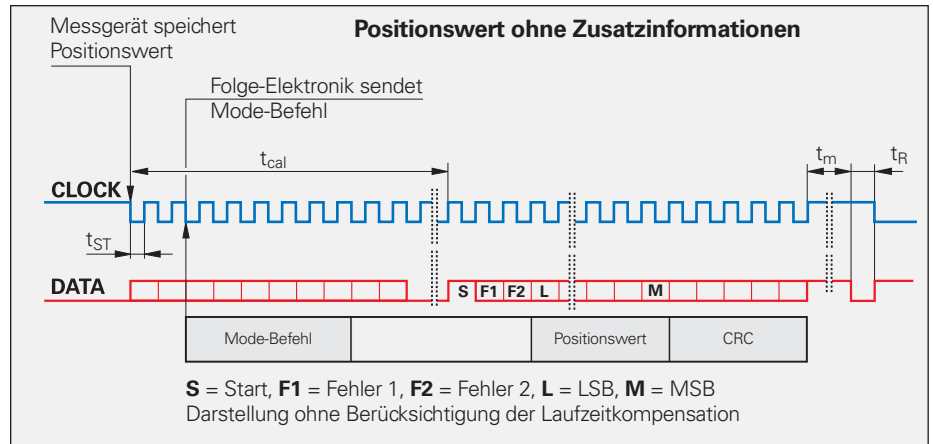 Messgerät speichert
Positionswert
Positionswert ohne Zusatzinformationen
Folge-Elektronik sendet
Mode-Befehl
t_cal
t_m
t_R
CLOCK
t_ST
DATA
S F1 F2 L M
Mode-Befehl
Positionswert
CRC
S = Start, F1 = Fehler 1, F2 = Fehler 2, L = LSB, M = MSB
Darstellung ohne Berücksichtigung der Laufzeitkompensation